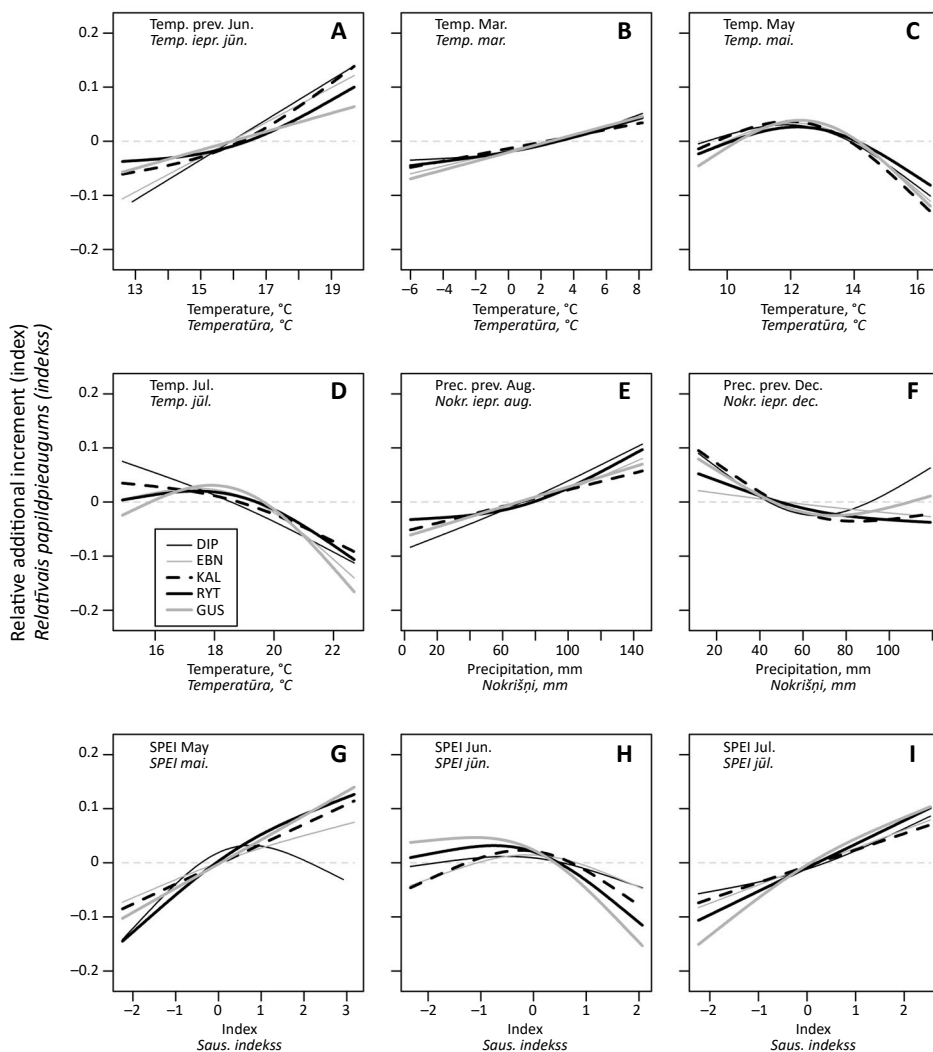 Relative additional increment (index)
Relatīvais papildpieaugums (indekss)
Temp. prev. Jun.
Temp. iepr. jūn.
A
0.2
0.1
0
−0.1
−0.2
13 15 17 19
Temperature, °C
Temperatūra, °C
Temp. Mar.
Temp. mar.
B
−6 −4 −2 0 2 4 6 8
Temperature, °C
Temperatūra, °C
Temp. May
Temp. mai.
C
10 12 14 16
Temperature, °C
Temperatūra, °C
Temp. Jul.
Temp. jūl.
D
0.2
0.1
0
−0.1
−0.2
DIP
EBN
KAL
RYT
GUS
16 18 20 22
Temperature, °C
Temperatūra, °C
Prec. prev. Aug.
Nokr. iepr. aug.
E
0 20 60 100 140
Precipitation, mm
Nokrišņi, mm
Prec. prev. Dec.
Nokr. iepr. dec.
F
20 40 60 80 100
Precipitation, mm
Nokrišņi, mm
SPEI May
SPEI mai.
G
0.2
0.1
0
−0.1
−0.2
−2 −1 0 1 2 3
Index
Saus. indekss
SPEI Jun.
SPEI jūn.
H
−2 −1 0 1 2
Index
Saus. indekss
SPEI Jul.
SPEI jūl.
I
−2 −1 0 1 2
Index
Saus. indekss